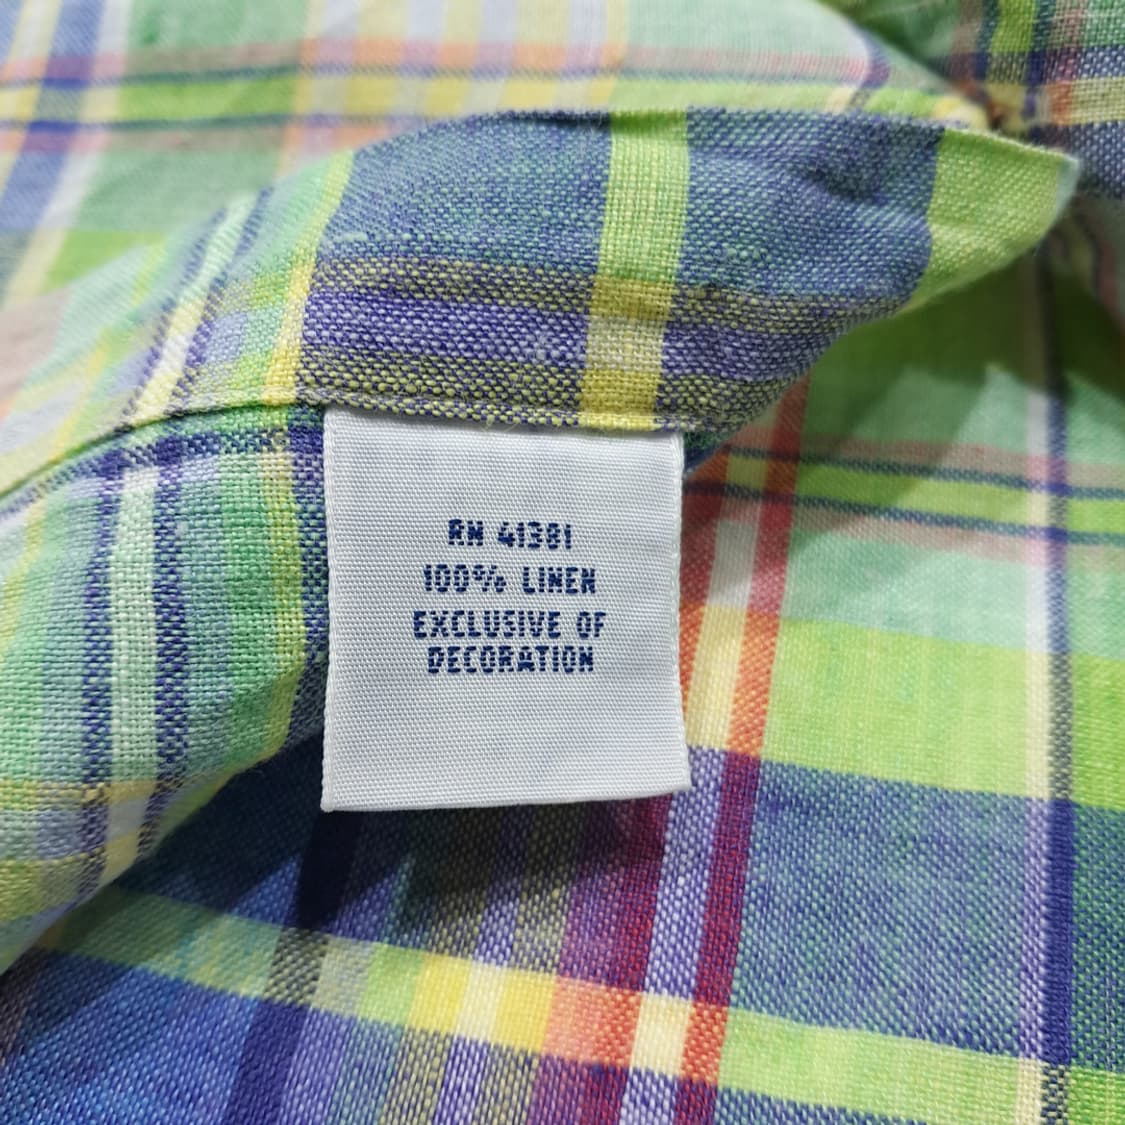 RN 41381
100% LINEN
EXCLUSIVE OF
DECORATION